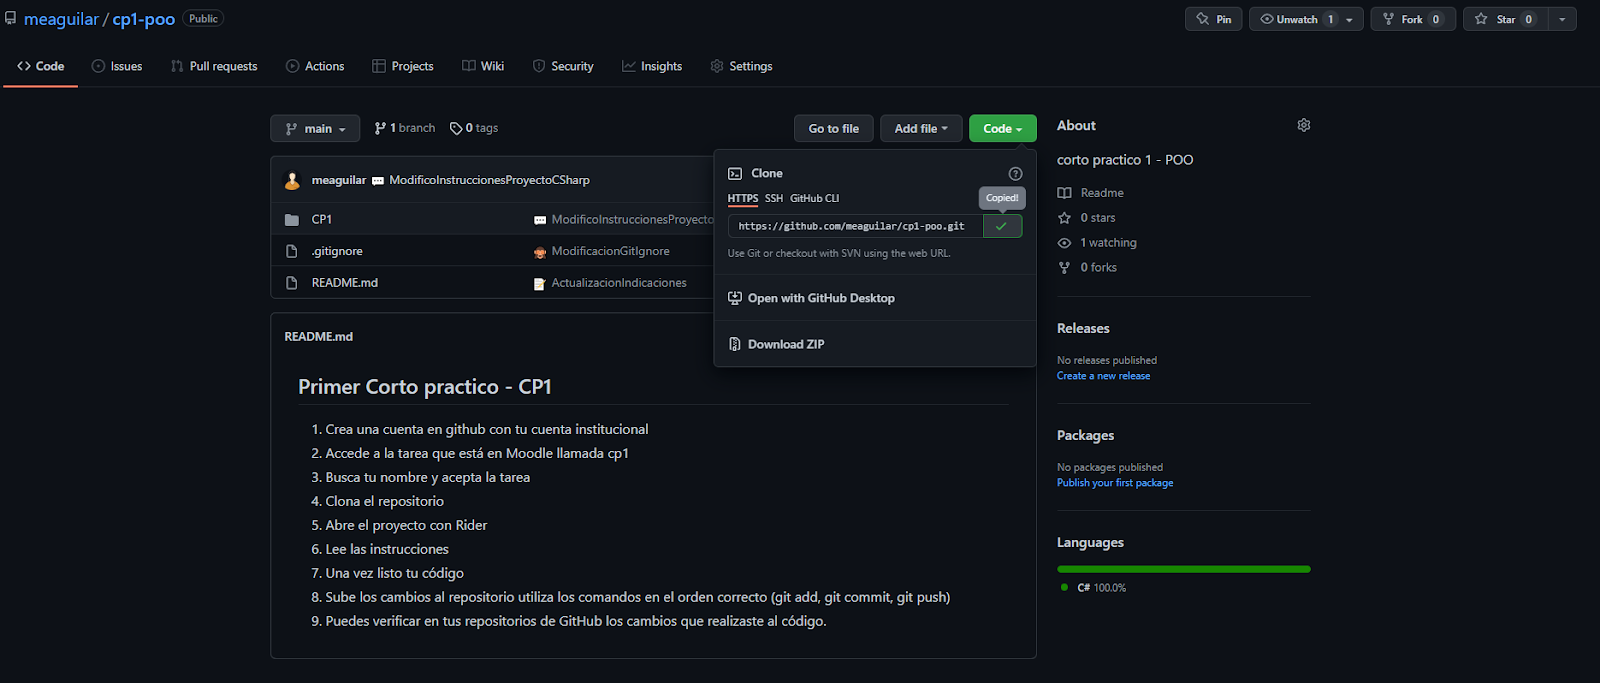 meaguilar / cp1-poo Public
Pin
Unwatch 1
Fork 0
Star 0
Code
Issues
Pull requests
Actions
Projects
Wiki
Security
Insights
Settings
main
1 branch
0 tags
Go to file
Add file
Code
meaguilar ModificoInstruccionesProyectoCSharp
CP1 ModificoInstruccionesProyecto
.gitignore ModificacionGitIgnore
README.md ActualizacionIndicaciones
Clone
HTTPS SSH GitHub CLI
Copied!
https://github.com/meaguilar/cp1-poo.git
Use Git or checkout with SVN using the web URL.
Open with GitHub Desktop
Download ZIP
README.md
Primer Corto practico - CP1
1. Crea una cuenta en github con tu cuenta institucional
2. Accede a la tarea que está en Moodle llamada cp1
3. Busca tu nombre y acepta la tarea
4. Clona el repositorio
5. Abre el proyecto con Rider
6. Lee las instrucciones
7. Una vez listo tu código
8. Sube los cambios al repositorio utiliza los comandos en el orden correcto (git add, git commit, git push)
9. Puedes verificar en tus repositorios de GitHub los cambios que realizaste al código.
About
corto practico 1 - POO
Readme
0 stars
1 watching
0 forks
Releases
No releases published
Create a new release
Packages
No packages published
Publish your first package
Languages
C# 100.0%